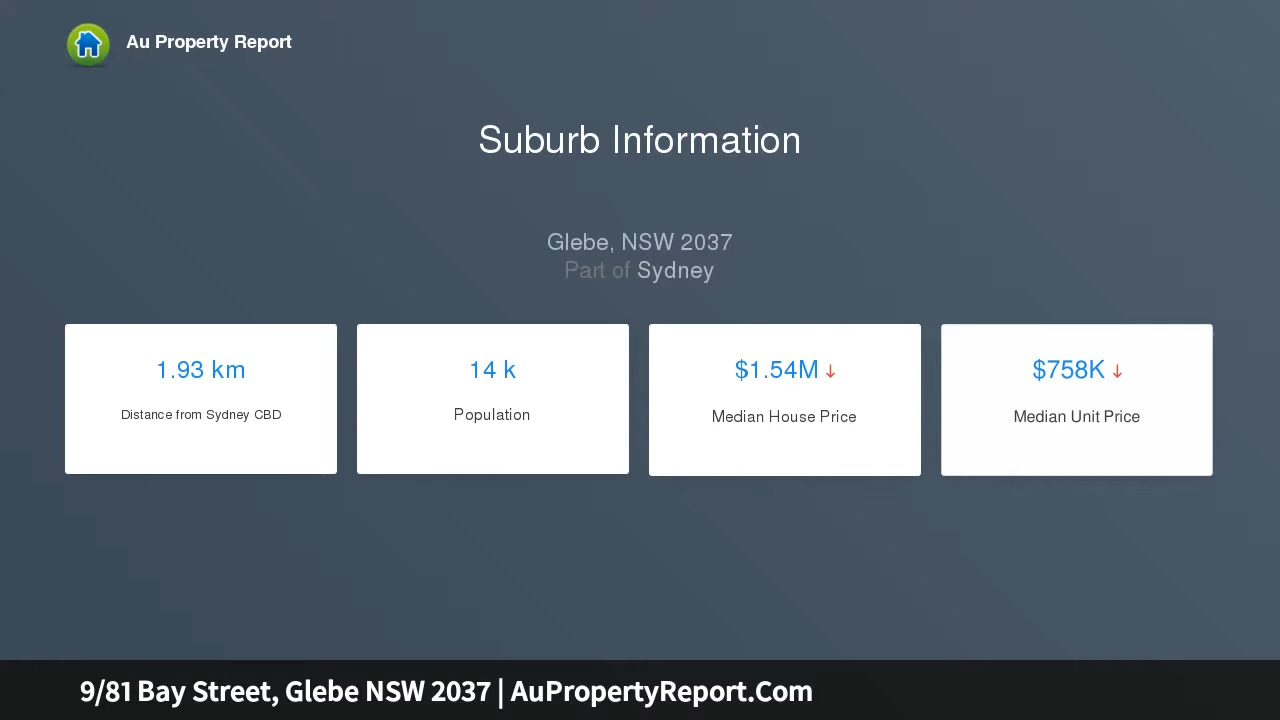 Au Property Report
Suburb Information
Glebe, NSW 2037
Part of Sydney
1.93 km
Distance from Sydney CBD
14 k
Population
$1.54M ↓
Median House Price
$758K ↓
Median Unit Price
9/81 Bay Street, Glebe NSW 2037 | AuPropertyReport.Com